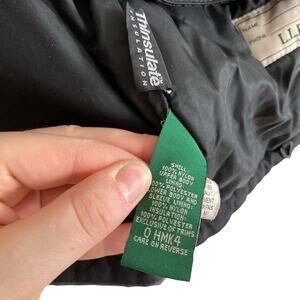 Thinsulate
INSULATION
NAME
L.L.
SHELL:
100% NYLON
UPPER BODY
LINING:
100% POLYESTER
LOWER BODY AND
SLEEVE LINING:
100% NYLON
INSULATION:
100% POLYESTER
EXCLUSIVE OF TRIMS
0 HMK4
CARE ON REVERSE